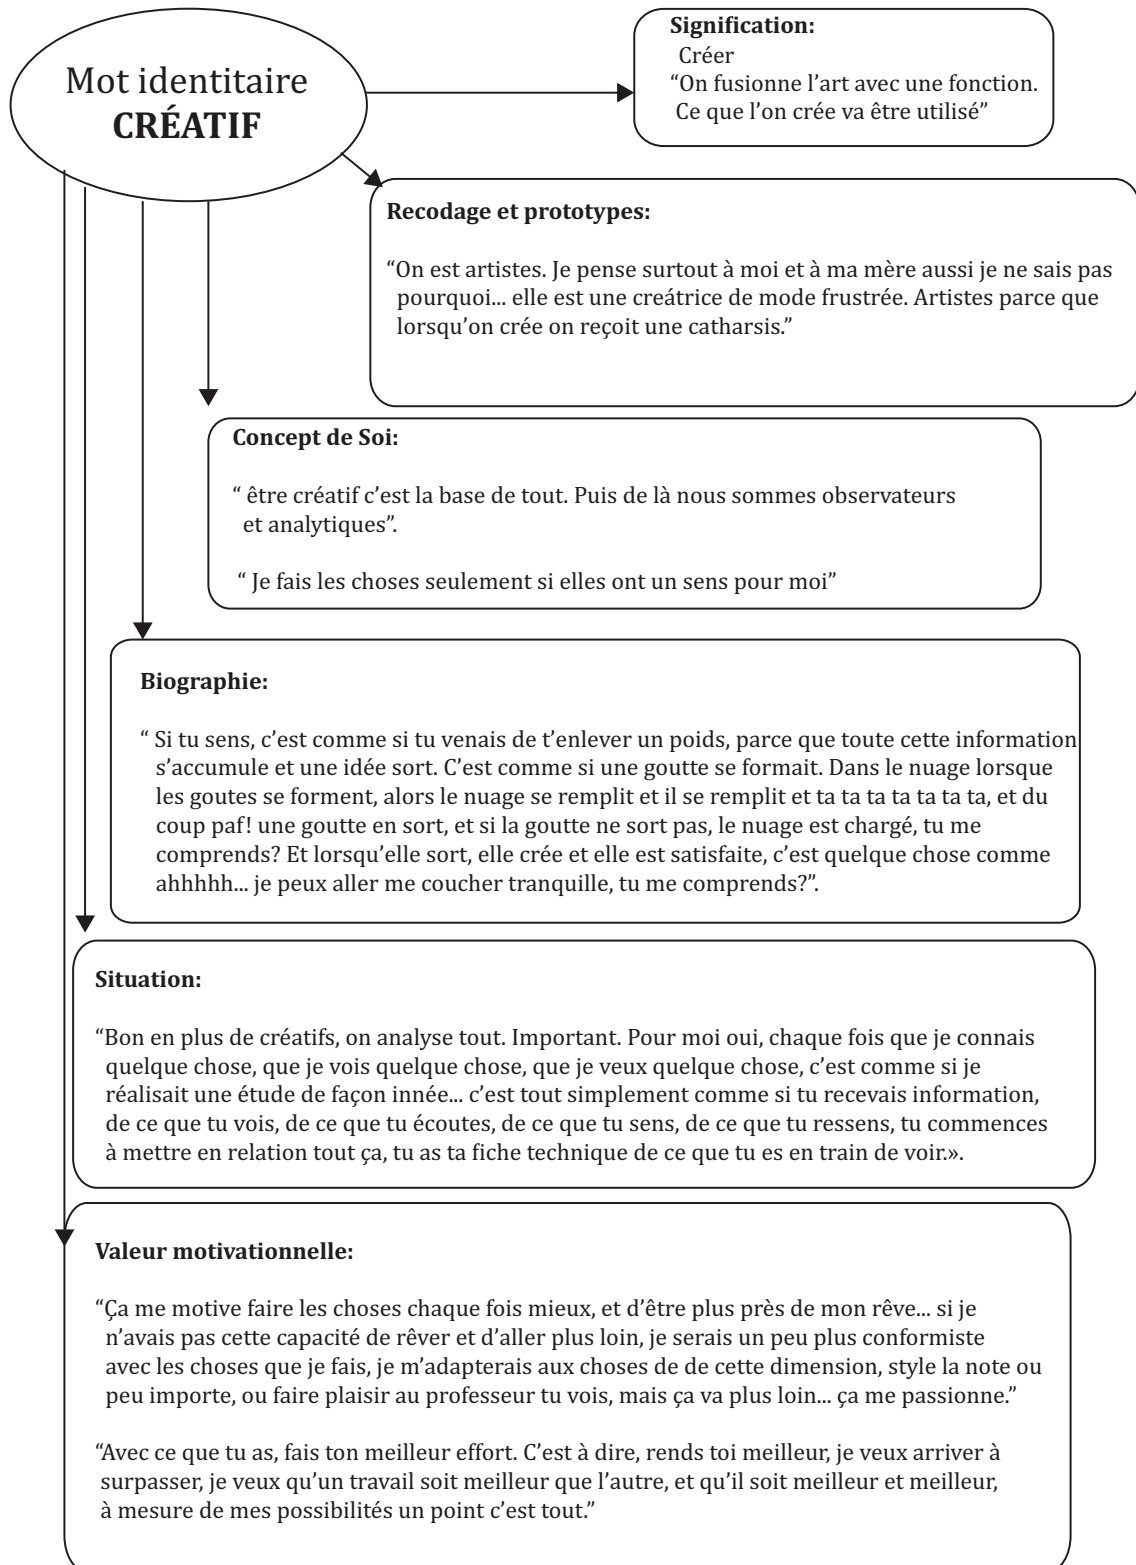 Mot identitaire
CRÉATIF
Signification:
Créer
“On fusionne l’art avec une fonction.
Ce que l’on crée va être utilisé”
Recodage et prototypes:
“On est artistes. Je pense surtout à moi et à ma mère aussi je ne sais pas
pourquoi... elle est une creátrice de mode frustrée. Artistes parce que
lorsqu’on crée on reçoit une catharsis.”
Concept de Soi:
“ être créatif c’est la base de tout. Puis de là nous sommes observateurs
et analytiques”.
“ Je fais les choses seulement si elles ont un sens pour moi”
Biographie:
“ Si tu sens, c’est comme si tu venais de t’enlever un poids, parce que toute cette information
s’accumule et une idée sort. C’est comme si une goutte se formait. Dans le nuage lorsque
les goutes se forment, alors le nuage se remplit et il se remplit et ta ta ta ta ta ta ta, et du
coup paf! une goutte en sort, et si la goutte ne sort pas, le nuage est chargé, tu me
comprends? Et lorsqu’elle sort, elle crée et elle est satisfaite, c’est quelque chose comme
ahhhhh... je peux aller me coucher tranquille, tu me comprends?”.
Situation:
“Bon en plus de créatifs, on analyse tout. Important. Pour moi oui, chaque fois que je connais
quelque chose, que je vois quelque chose, que je veux quelque chose, c’est comme si je
réalisait une étude de façon innée... c’est tout simplement comme si tu recevais information,
de ce que tu vois, de ce que tu écoutes, de ce que tu sens, de ce que tu ressens, tu commences
à mettre en relation tout ça, tu as ta fiche technique de ce que tu es en train de voir.».
Valeur motivationnelle:
“Ça me motive faire les choses chaque fois mieux, et d’être plus près de mon rêve... si je
n’avais pas cette capacité de rêver et d’aller plus loin, je serais un peu plus conformiste
avec les choses que je fais, je m’adapterais aux choses de de cette dimension, style la note ou
peu importe, ou faire plaisir au professeur tu vois, mais ça va plus loin... ça me passionne.”
“Avec ce que tu as, fais ton meilleur effort. C’est à dire, rends toi meilleur, je veux arriver à
surpasser, je veux qu’un travail soit meilleur que l’autre, et qu’il soit meilleur et meilleur,
à mesure de mes possibilités un point c’est tout.”